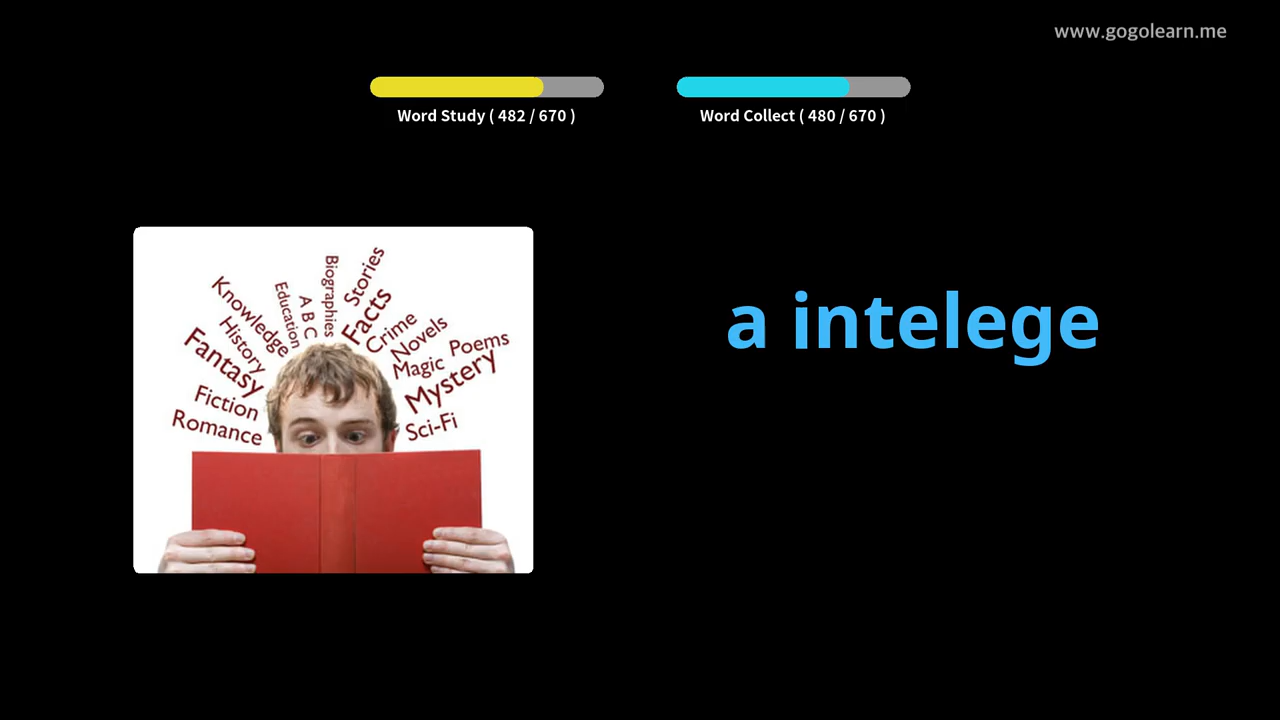 www.gogolearn.me
Word Study ( 482 / 670 )
Word Collect ( 480 / 670 )
a intelege
Stories
Biographies
Facts
A B C
Education
Knowledge
Crime
Novels
History
Poems
Magic
Fantasy
Mystery
Fiction
Sci-Fi
Romance